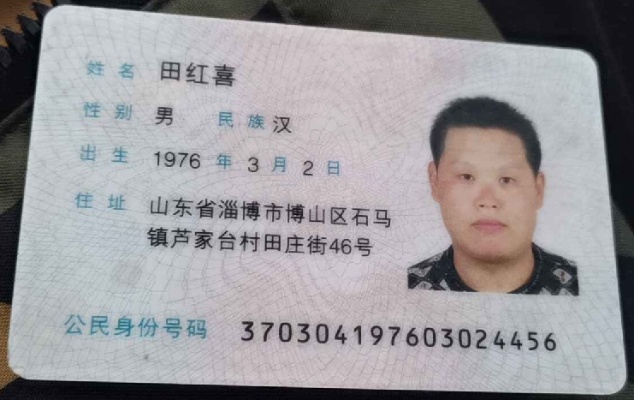 姓名 田红喜
性别 男 民族 汉
出生 1976 年 3 月 2 日
住址 山东省淄博市博山区石马
镇芦家台村田庄街46号
公民身份号码 370304197603024456